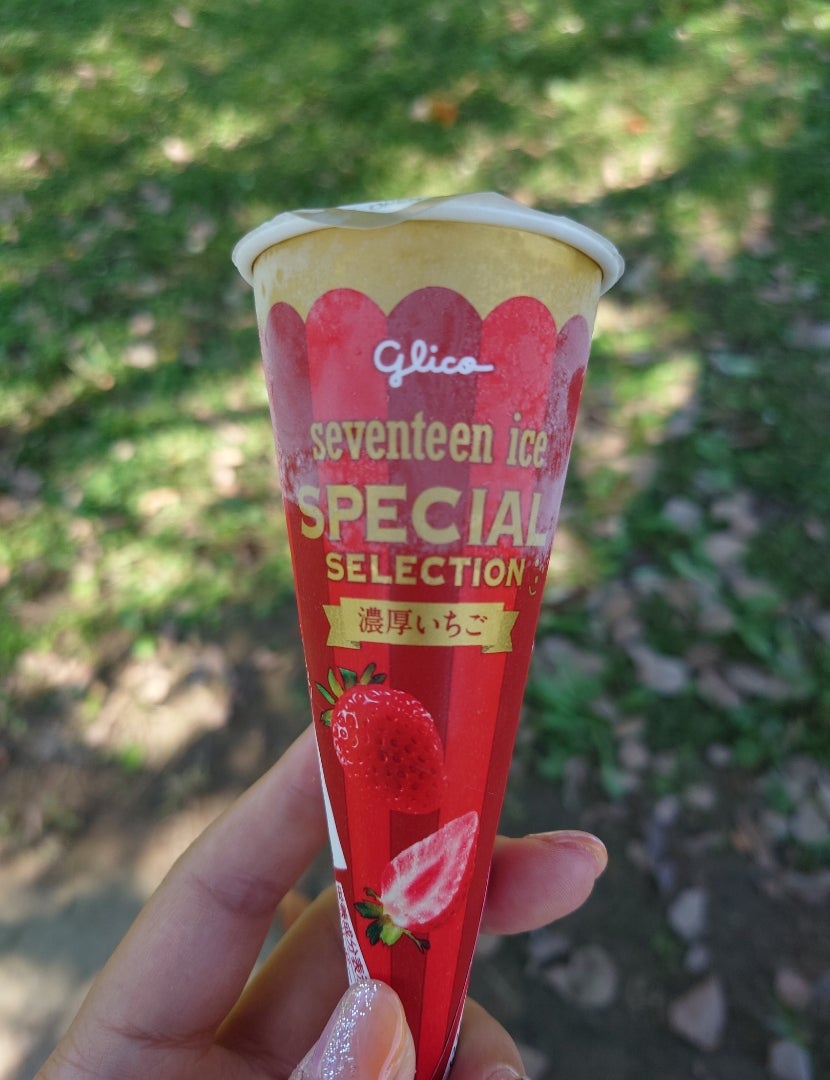 Glico
seventeen ice
SPECIAL
SELECTION
濃厚いちご